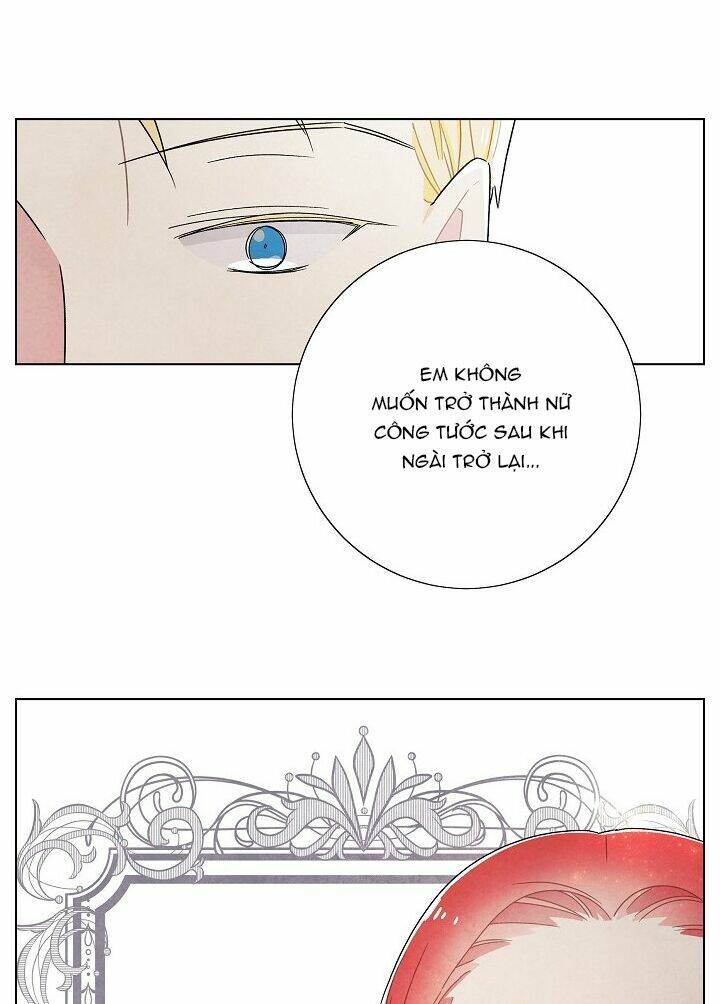 EM KHÔNG
MUỐN TRỞ THÀNH NỮ
CÔNG TƯỚC SAU KHI
NGÀI TRỞ LẠI...